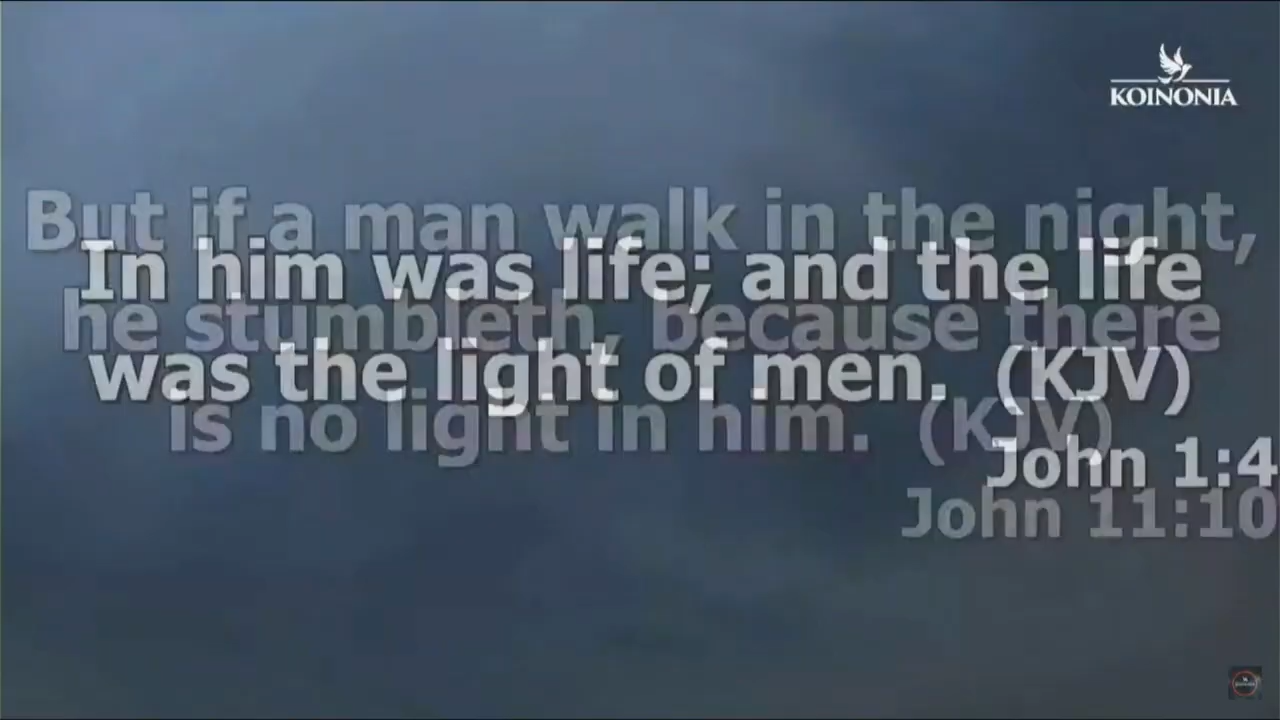 KOINONIA
But if a man walk in the night,
he stumbleth, because there
is no light in him. (KJV)
John 11:10
In him was life; and the life
was the light of men. (KJV)
John 1:4